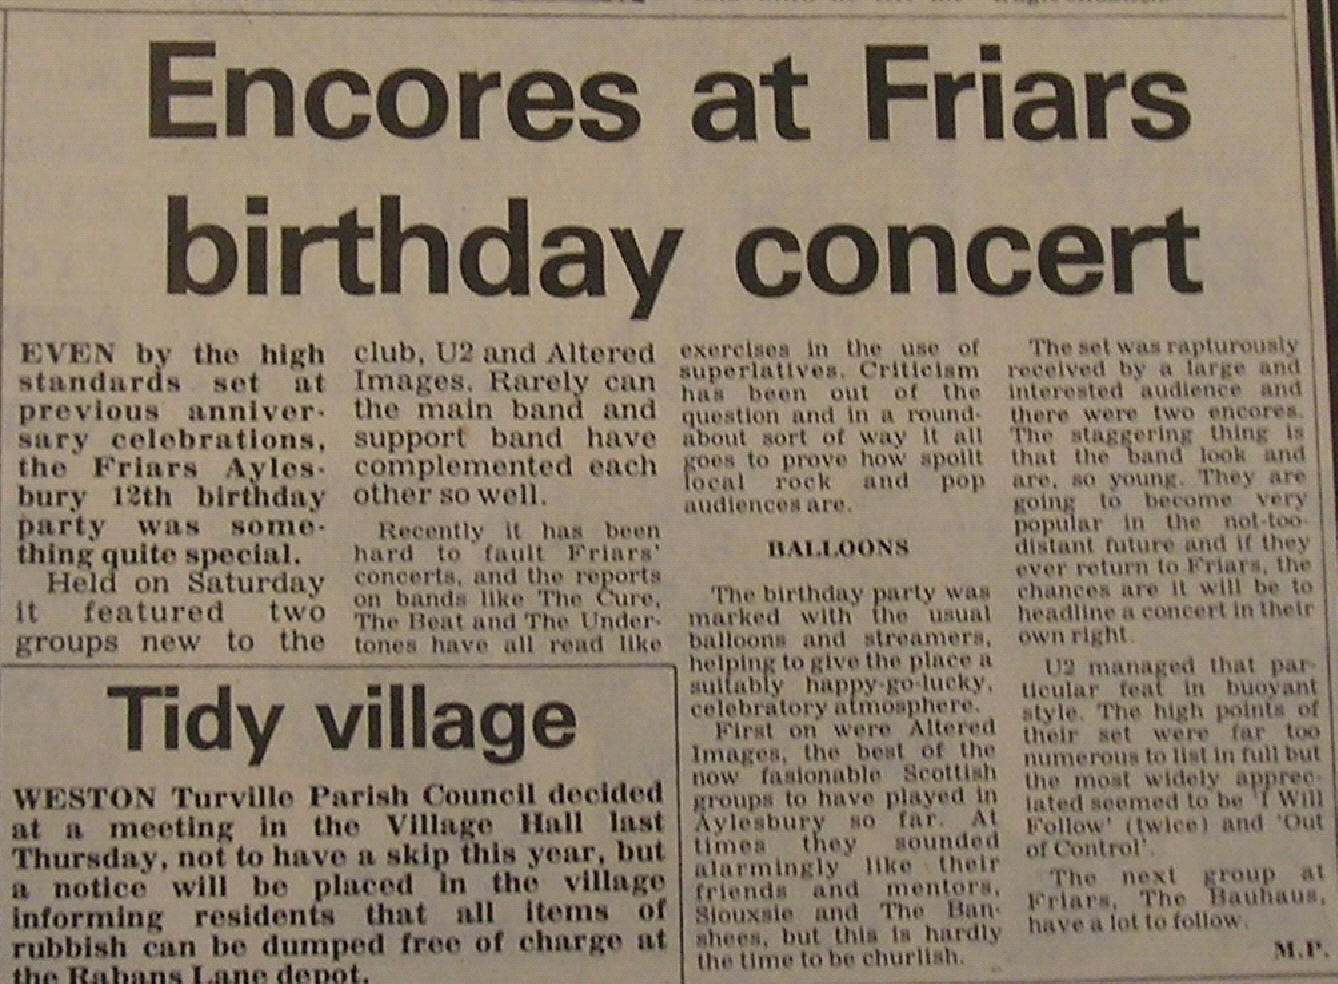 Encores at Friars
birthday concert
EVEN by the high
standards set at
previous anniver-
sary celebrations,
the Friars Ayles-
bury 12th birthday
party was some-
thing quite special.
Held on Saturday
it featured two
groups new to the
club, U2 and Altered
Images. Rarely can
the main band and
support band have
complemented each
other so well.
Recently it has been
hard to fault Friars'
concerts, and the reports
on bands like The Cure,
The Beat and The Under-
tones have all read like
exercises in the use of
superlatives. Criticism
has been out of the
question and in a round-
about sort of way it all
goes to prove how spoilt
local rock and pop
audiences are.
BALLOONS
The birthday party was
marked with the usual
balloons and streamers,
helping to give the place a
suitably happy-go-lucky,
celebratory atmosphere.
First on were Altered
Images, the best of the
now fasionable Scottish
groups to have played in
Aylesbury so far. At
times they sounded
alarmingly like their
friends and mentors,
Siouxsie and The Ban-
shees, but this is hardly
the time to be churlish.
The set was rapturously
received by a large and
interested audience and
there were two encores.
The staggering thing is
that the band look and
are, so young. They are
going to become very
popular in the not-too-
distant future and if they
ever return to Friars, the
chances are it will be to
headline a concert in their
own right.
U2 managed that par-
ticular feat in buoyant
style. The high points of
their set were far too
numerous to list in full but
the most widely apprec-
iated seemed to be 'I Will
Follow' (twice) and 'Out
of Control'.
The next group at
Friars, The Bauhaus,
have a lot to follow.
M.P.
Tidy village
WESTON Turville Parish Council decided
at a meeting in the Village Hall last
Thursday, not to have a skip this year, but
a notice will be placed in the village
informing residents that all items of
rubbish can be dumped free of charge at
the Rabans Lane depot.